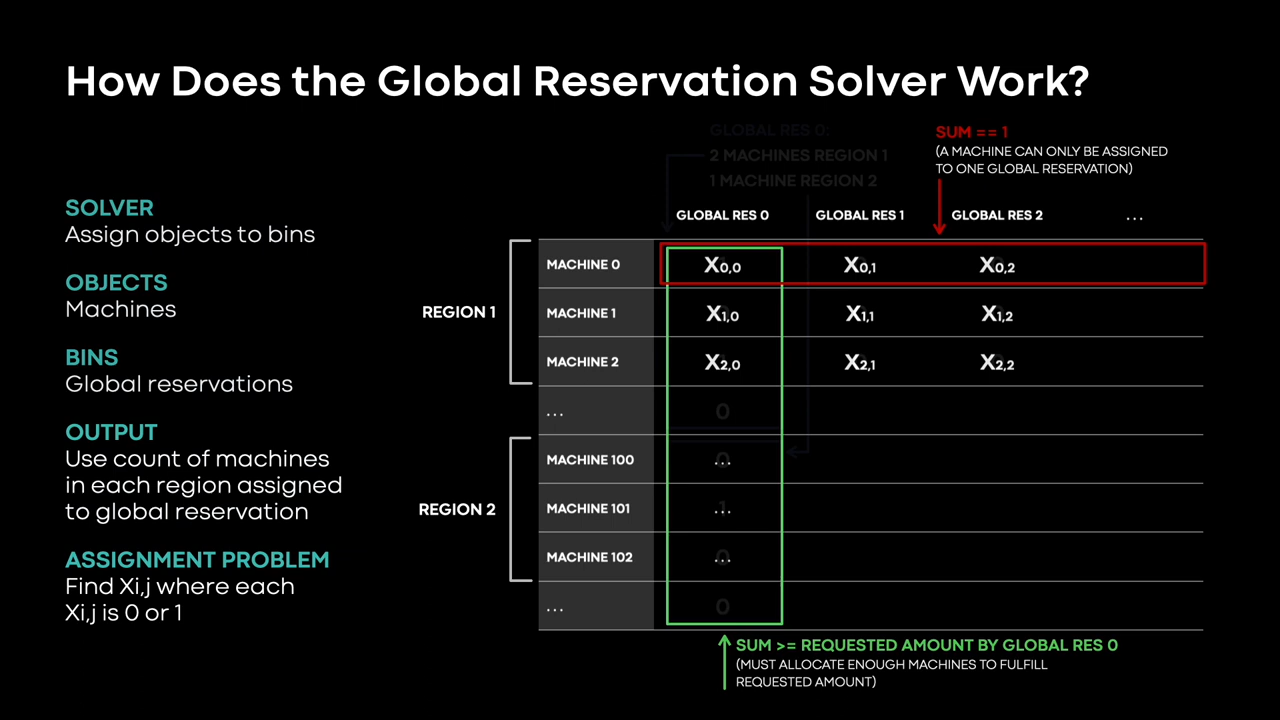 How Does the Global Reservation Solver Work?
SOLVER
Assign objects to bins
OBJECTS
Machines
BINS
Global reservations
OUTPUT
Use count of machines
in each region assigned
to global reservation
ASSIGNMENT PROBLEM
Find Xi,j where each
Xi,j is 0 or 1
GLOBAL RES 0:
2 MACHINES REGION 1
1 MACHINE REGION 2
SUM == 1
(A MACHINE CAN ONLY BE ASSIGNED
TO ONE GLOBAL RESERVATION)
GLOBAL RES 0 GLOBAL RES 1 GLOBAL RES 2 ...
REGION 1
MACHINE 0 X0,0 X0,1 X0,2
MACHINE 1 X1,0 X1,1 X1,2
MACHINE 2 X2,0 X2,1 X2,2
... 0
REGION 2
MACHINE 100 ...
MACHINE 101 ...
MACHINE 102 ...
... 0
SUM >= REQUESTED AMOUNT BY GLOBAL RES 0
(MUST ALLOCATE ENOUGH MACHINES TO FULFILL
REQUESTED AMOUNT)